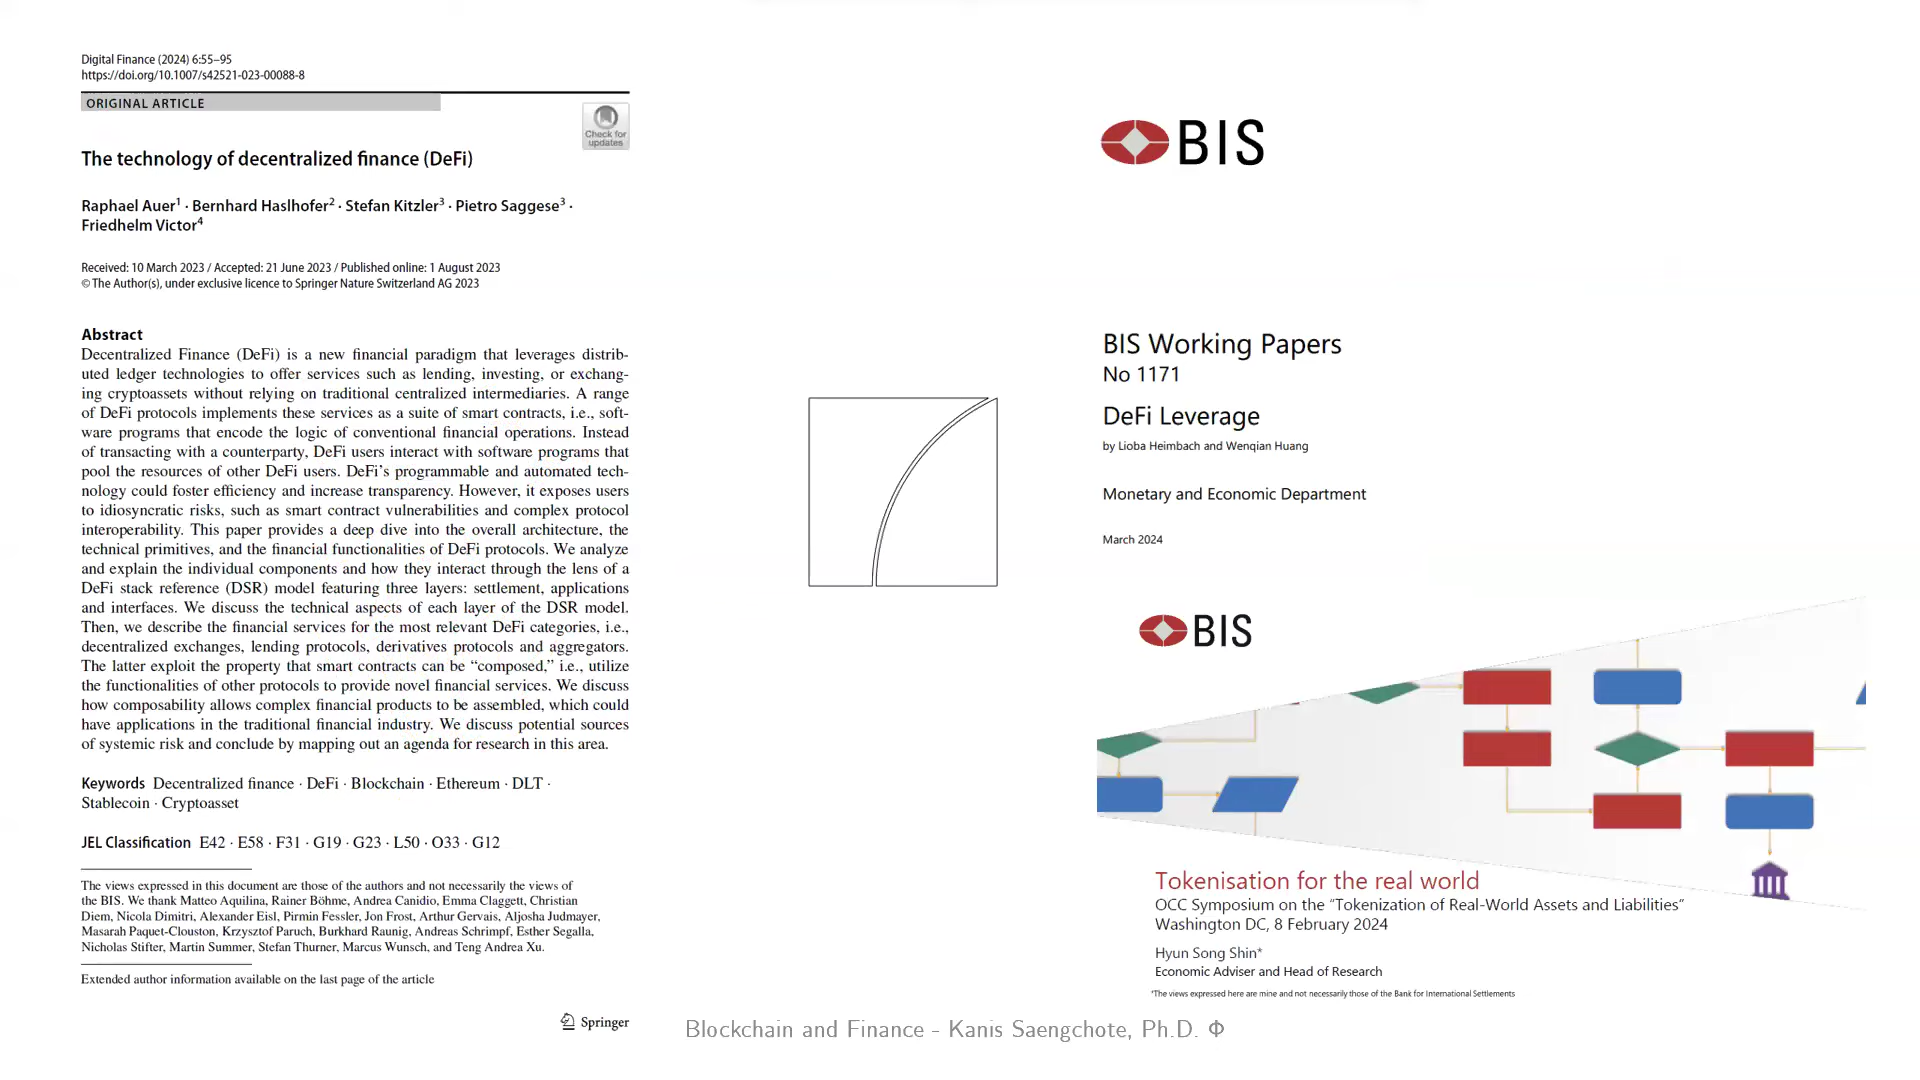 Digital Finance (2024) 6:55–95
https://doi.org/10.1007/s42521-023-00088-8
ORIGINAL ARTICLE
Check for
updates
The technology of decentralized finance (DeFi)
Raphael Auer1 · Bernhard Haslhofer2 · Stefan Kitzler3 · Pietro Saggese3 ·
Friedhelm Victor4
Received: 10 March 2023 / Accepted: 21 June 2023 / Published online: 1 August 2023
© The Author(s), under exclusive licence to Springer Nature Switzerland AG 2023
Abstract
Decentralized Finance (DeFi) is a new financial paradigm that leverages distrib-
uted ledger technologies to offer services such as lending, investing, or exchang-
ing cryptoassets without relying on traditional centralized intermediaries. A range
of DeFi protocols implements these services as a suite of smart contracts, i.e., soft-
ware programs that encode the logic of conventional financial operations. Instead
of transacting with a counterparty, DeFi users interact with software programs that
pool the resources of other DeFi users. DeFi's programmable and automated tech-
nology could foster efficiency and increase transparency. However, it exposes users
to idiosyncratic risks, such as smart contract vulnerabilities and complex protocol
interoperability. This paper provides a deep dive into the overall architecture, the
technical primitives, and the financial functionalities of DeFi protocols. We analyze
and explain the individual components and how they interact through the lens of a
DeFi stack reference (DSR) model featuring three layers: settlement, applications
and interfaces. We discuss the technical aspects of each layer of the DSR model.
Then, we describe the financial services for the most relevant DeFi categories, i.e.,
decentralized exchanges, lending protocols, derivatives protocols and aggregators.
The latter exploit the property that smart contracts can be “composed,” i.e., utilize
the functionalities of other protocols to provide novel financial services. We discuss
how composability allows complex financial products to be assembled, which could
have applications in the traditional financial industry. We discuss potential sources
of systemic risk and conclude by mapping out an agenda for research in this area.
Keywords Decentralized finance · DeFi · Blockchain · Ethereum · DLT ·
Stablecoin · Cryptoasset
JEL Classification E42 · E58 · F31 · G19 · G23 · L50 · O33 · G12
The views expressed in this document are those of the authors and not necessarily the views of
the BIS. We thank Matteo Aquilina, Rainer Böhme, Andrea Canidio, Emma Claggett, Christian
Diem, Nicola Dimitri, Alexander Eisl, Pirmin Fessler, Jon Frost, Arthur Gervais, Aljosha Judmayer,
Masarah Paquet-Clouston, Krzysztof Paruch, Burkhard Raunig, Andreas Schrimpf, Esther Segalla,
Nicholas Stifter, Martin Summer, Stefan Thurner, Marcus Wunsch, and Teng Andrea Xu.
Extended author information available on the last page of the article
Springer
BIS
BIS Working Papers
No 1171
DeFi Leverage
by Lioba Heimbach and Wenqian Huang
Monetary and Economic Department
March 2024
BIS
Tokenisation for the real world
OCC Symposium on the “Tokenization of Real-World Assets and Liabilities”
Washington DC, 8 February 2024
Hyun Song Shin*
Economic Adviser and Head of Research
*The views expressed here are mine and not necessarily those of the Bank for International Settlements
Blockchain and Finance - Kanis Saengchote, Ph.D. Φ